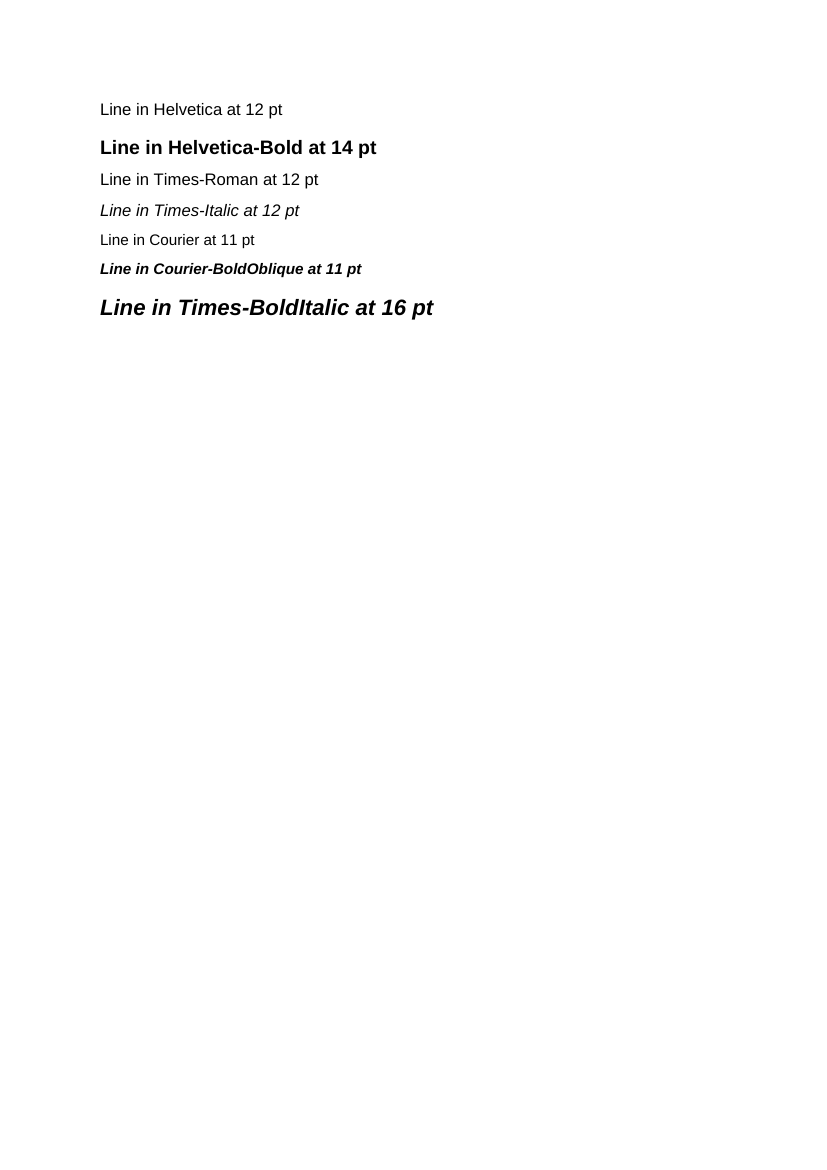 Line in Helvetica at 12 pt
Line in Helvetica-Bold at 14 pt
Line in Times-Roman at 12 pt
Line in Times-Italic at 12 pt
Line in Courier at 11 pt
Line in Courier-BoldOblique at 11 pt
Line in Times-BoldItalic at 16 pt